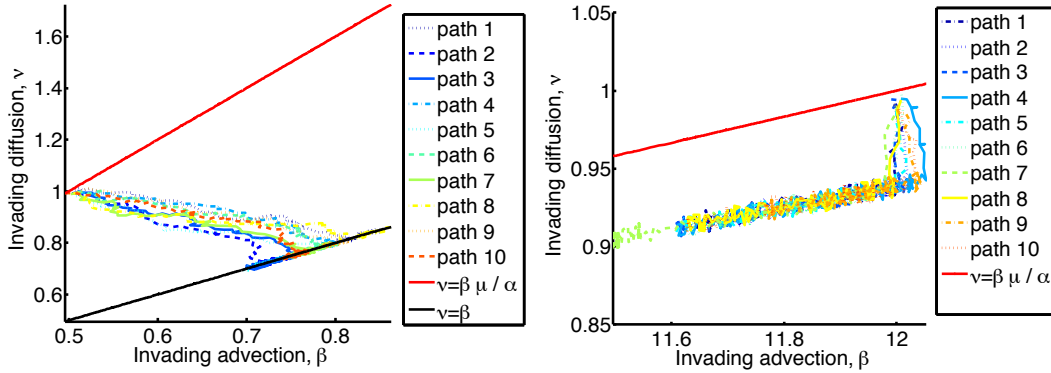 1.6
1.4
1.2
1
0.8
0.6
Invading diffusion, ν
0.5
0.6
0.7
0.8
Invading advection, β
path 1
path 2
path 3
path 4
path 5
path 6
path 7
path 8
path 9
path 10
ν=β μ / α
ν=β
1.05
1
0.95
0.9
0.85
Invading diffusion, ν
11.6
11.8
12
Invading advection, β
path 1
path 2
path 3
path 4
path 5
path 6
path 7
path 8
path 9
path 10
ν=β μ / α